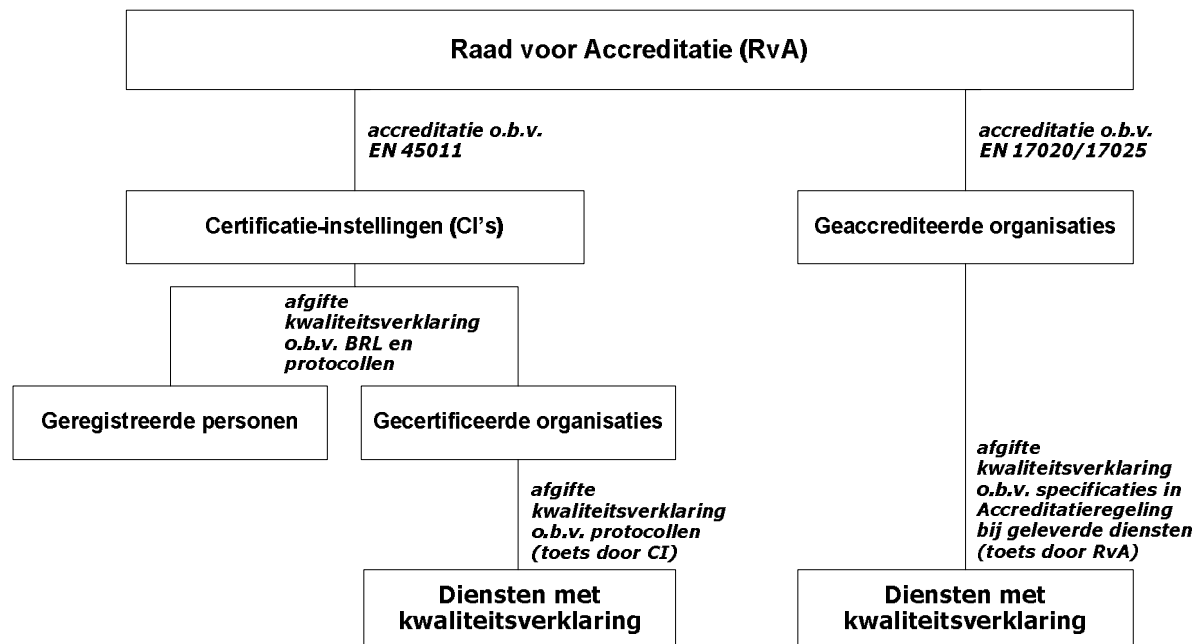 Raad voor Accreditatie (RvA)
accreditatie o.b.v.
EN 45011
accreditatie o.b.v.
EN 17020/17025
Certificatie-instellingen (CI's)
Geaccrediteerde organisaties
afgifte
kwaliteitsverklaring
o.b.v. BRL en
protocollen
Geregistreerde personen
Gecertificeerde organisaties
afgifte
kwaliteitsverklaring
o.b.v. protocollen
(toets door CI)
afgifte
kwaliteitsverklaring
o.b.v. specificaties in
Accreditatieregeling
bij geleverde diensten
(toets door RvA)
Diensten met
kwaliteitsverklaring
Diensten met
kwaliteitsverklaring